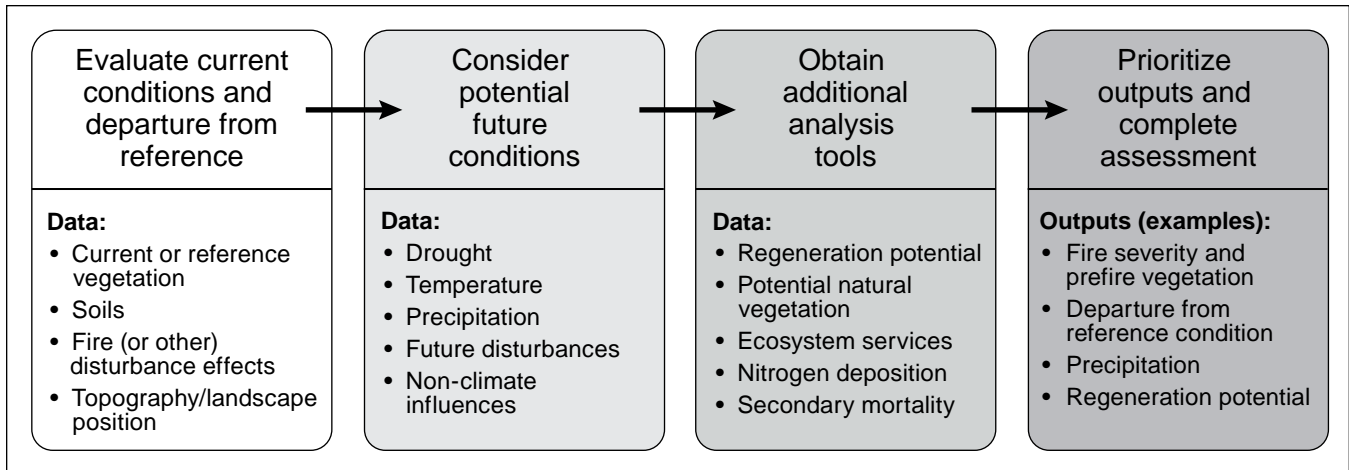 Evaluate current
conditions and
departure from
reference
Data:
• Current or reference
vegetation
• Soils
• Fire (or other)
disturbance effects
• Topography/landscape
position
Consider
potential
future
conditions
Data:
• Drought
• Temperature
• Precipitation
• Future disturbances
• Non-climate
influences
Obtain
additional
analysis
tools
Data:
• Regeneration potential
• Potential natural
vegetation
• Ecosystem services
• Nitrogen deposition
• Secondary mortality
Prioritize
outputs and
complete
assessment
Outputs (examples):
• Fire severity and
prefire vegetation
• Departure from
reference condition
• Precipitation
• Regeneration potential